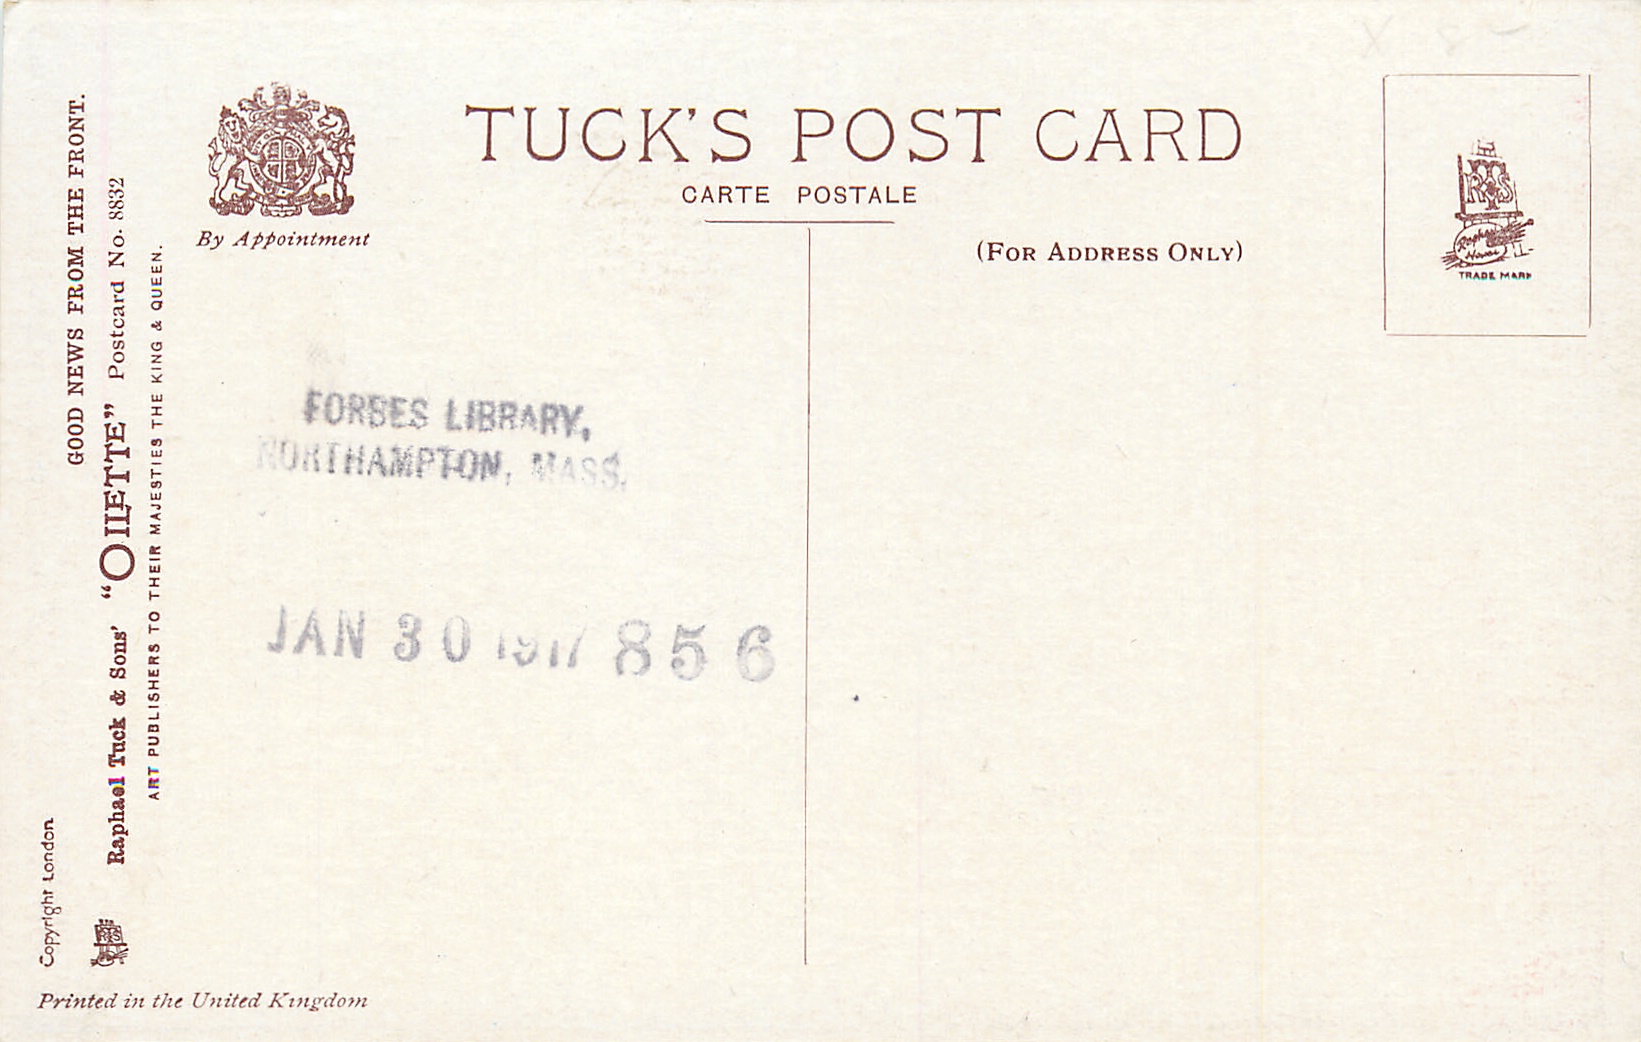 TUCK'S POST CARD
CARTE POSTALE
(FOR ADDRESS ONLY)
By Appointment
TRADE MARK
GOOD NEWS FROM THE FRONT.
Raphael Tuck & Sons' "OILETTE" Postcard No. 8832
ART PUBLISHERS TO THEIR MAJESTIES THE KING & QUEEN.
Copyright London
Printed in the United Kingdom
FORBES LIBRARY,
NORTHAMPTON, MASS.
JAN 30 1917 856